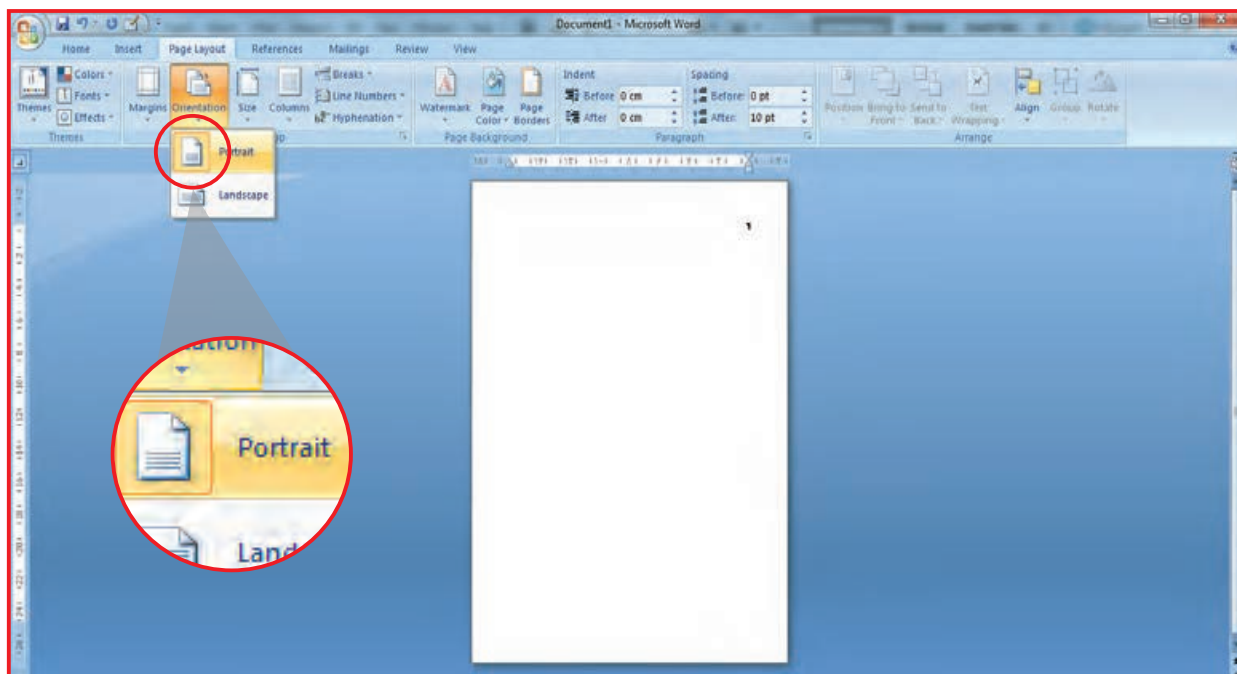 Document1 - Microsoft Word
Home Insert Page Layout References Mailings Review View
Colors Breaks Indent Spacing
Fonts Line Numbers Before 0 cm Before: 0 pt
Themes Margins Orientation Size Columns Watermark Page Page Position Bring to Send to Text Align Group Rotate
Effects Hyphenation Color Borders After 0 cm After: 10 pt Front Back Wrapping
Themes Page Background Paragraph Arrange
Portrait
Landscape
Portrait
Land